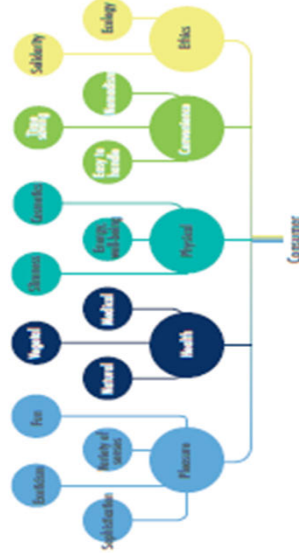 Exoticism
Fun
Vegetal
Slimness
Cosmetics
Time
saving
Solidarity
Sophistication
Variety of
senses
Natural
Medical
Energy,
well-being
Easy to
handle
Nomadism
Ecology
Pleasure
Health
Physical
Convenience
Ethics
Consumer